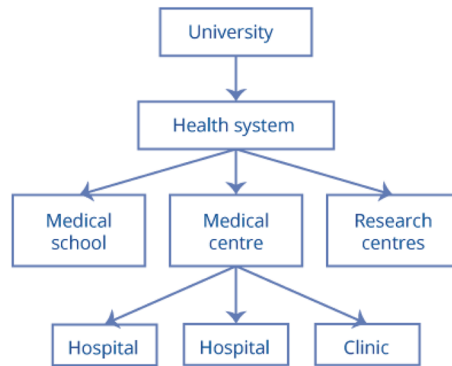 University
Health system
Medical
school
Medical
centre
Research
centres
Hospital
Hospital
Clinic